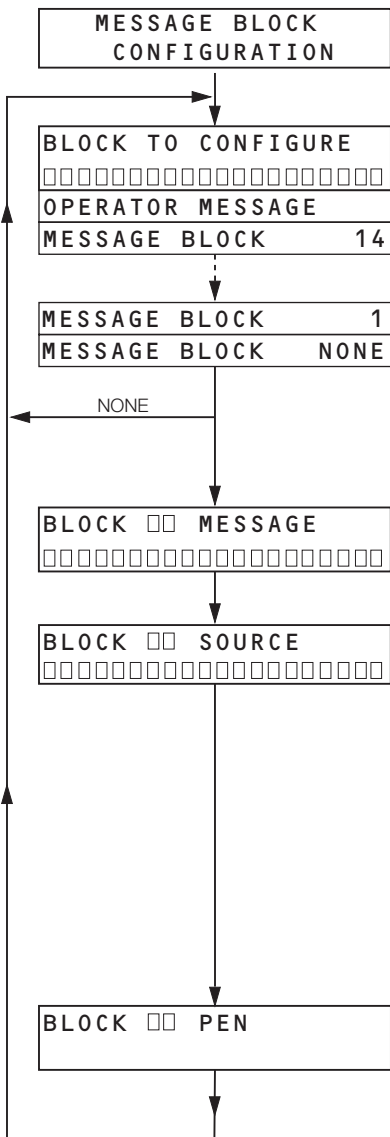 MESSAGE BLOCK
CONFIGURATION
BLOCK TO CONFIGURE
□□□□□□□□□□□□□□□□□□□□
OPERATOR MESSAGE
MESSAGE BLOCK 14
MESSAGE BLOCK 1
MESSAGE BLOCK NONE
NONE
BLOCK □□ MESSAGE
□□□□□□□□□□□□□□□□□□□□
BLOCK □□ SOURCE
□□□□□□□□□□□□□□□□□□□□
BLOCK □□ PEN